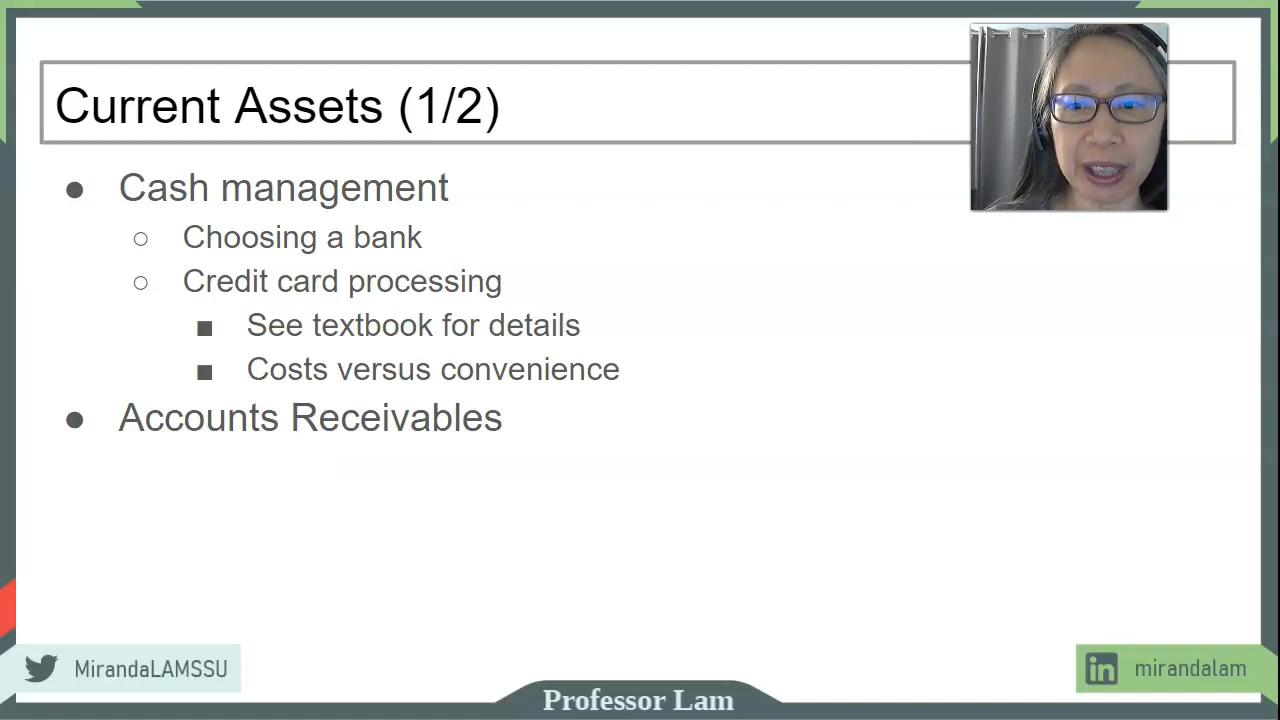 Current Assets (1/2)
● Cash management
○ Choosing a bank
○ Credit card processing
■ See textbook for details
■ Costs versus convenience
● Accounts Receivables
MirandaLAMSSU
in mirandalam
Professor Lam